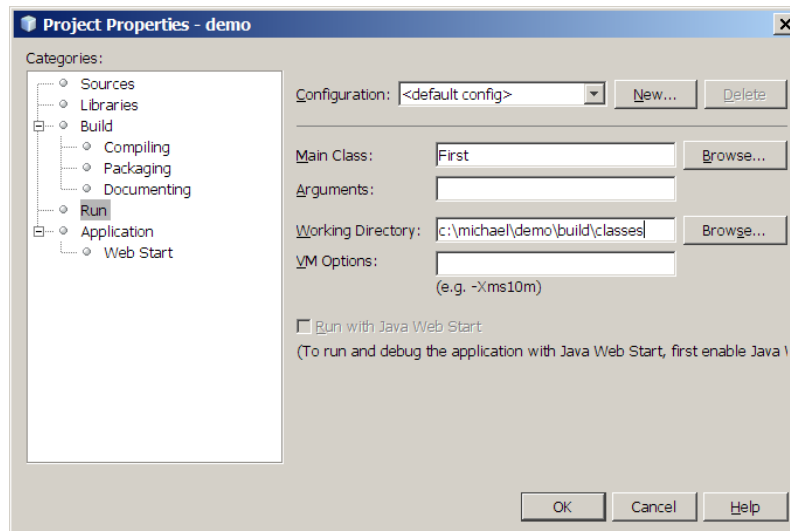 Project Properties - demo
Categories:
Sources
Libraries
Build
Compiling
Packaging
Documenting
Run
Application
Web Start
Configuration: <default config> New... Delete
Main Class: First Browse...
Arguments:
Working Directory: c:\michael\demo\build\classes Browse...
VM Options:
(e.g. -Xms10m)
Run with Java Web Start
(To run and debug the application with Java Web Start, first enable Java
OK Cancel Help